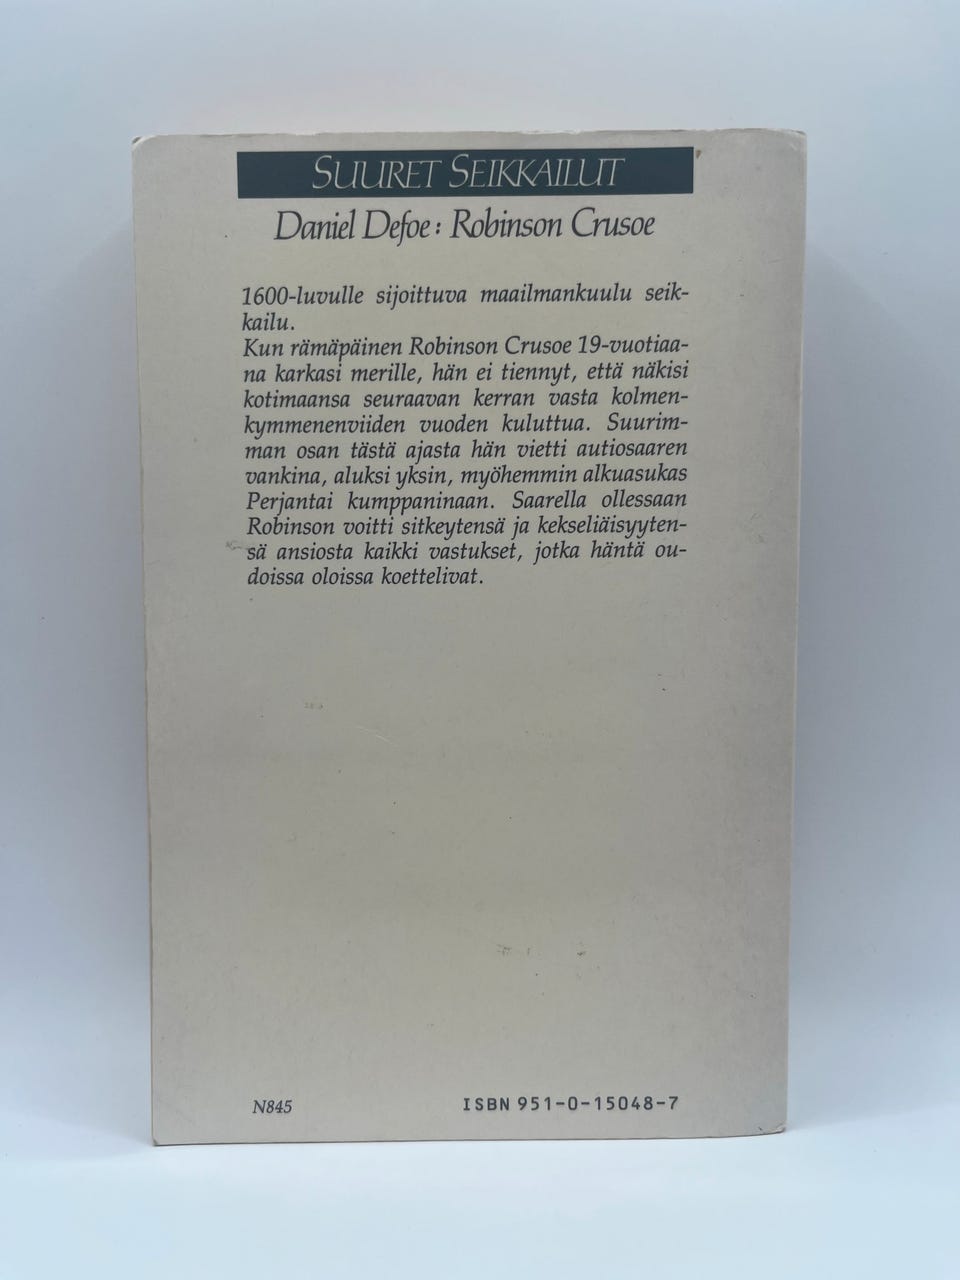 SUURET SEIKKAILUT
Daniel Defoe: Robinson Crusoe
1600-luvulle sijoittuva maailmankuulu seik-
kailu.
Kun rämäpäinen Robinson Crusoe 19-vuotiaa-
na karkasi merille, hän ei tiennyt, että näkisi
kotimaansa seuraavan kerran vasta kolmen-
kymmenenviiden vuoden kuluttua. Suurim-
man osan tästä ajasta hän vietti autiosaaren
vankina, aluksi yksin, myöhemmin alkuasukas
Perjantai kumppaninaan. Saarella ollessaan
Robinson voitti sitkeytensä ja kekseliäisyyten-
sä ansiosta kaikki vastukset, jotka häntä ou-
doissa oloissa koettelivat.
N845
ISBN 951-0-15048-7